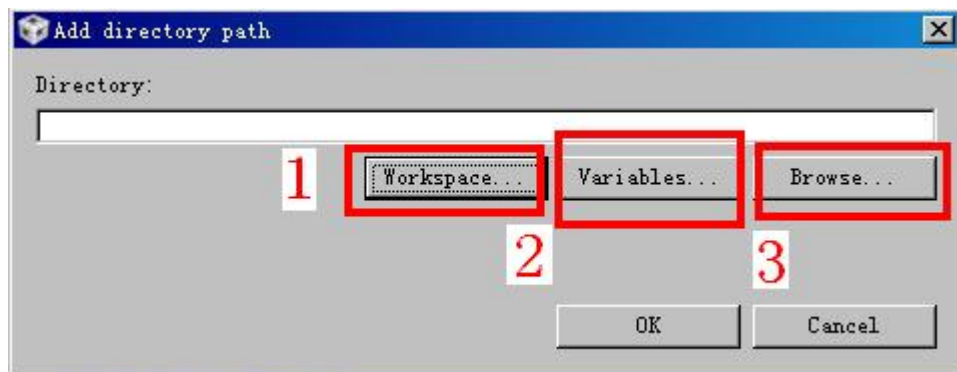 Add directory path
Directory:
1 Workspace... Variables... Browse...
2 3
OK Cancel